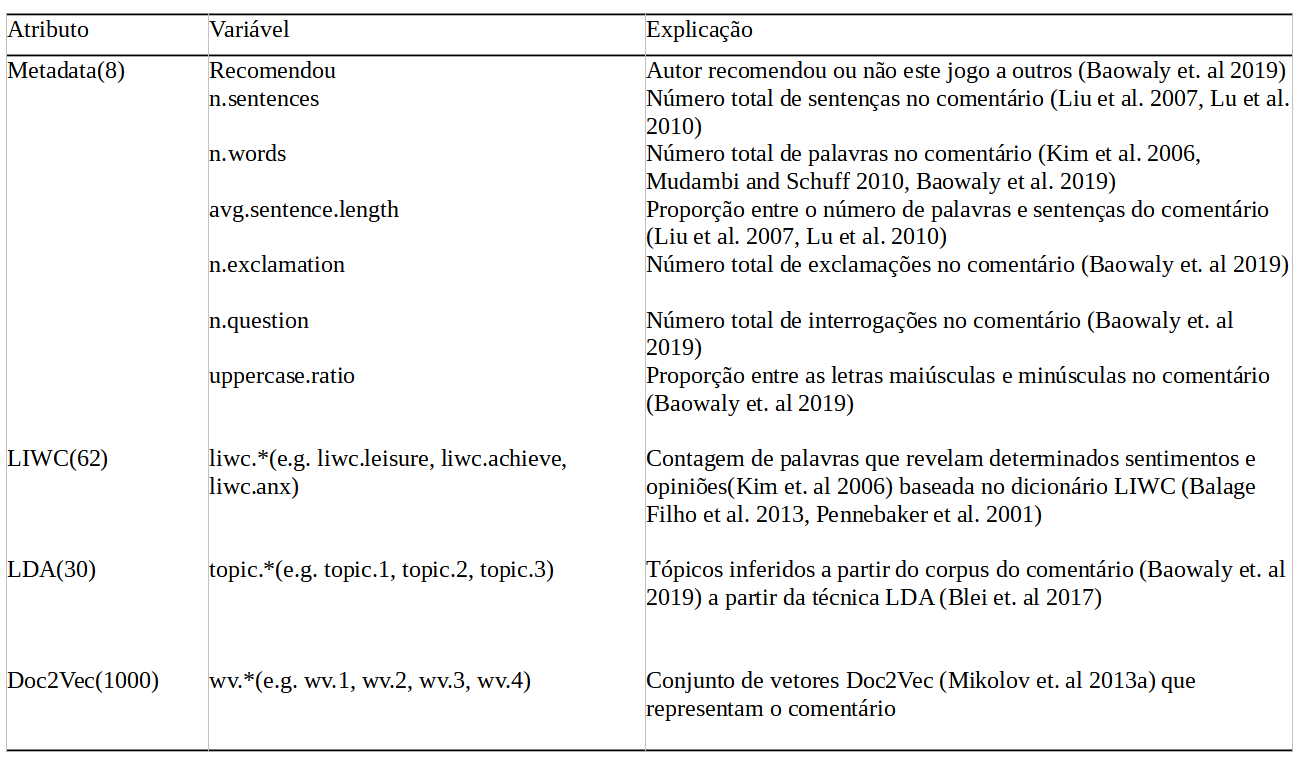 Atributo Variável Explicação
Metadata(8) Recomendou Autor recomendou ou não este jogo a outros (Baowaly et. al 2019)
n.sentences Número total de sentenças no comentário (Liu et al. 2007, Lu et al.
2010)
n.words Número total de palavras no comentário (Kim et al. 2006,
Mudambi and Schuff 2010, Baowaly et al. 2019)
avg.sentence.length Proporção entre o número de palavras e sentenças do comentário
(Liu et al. 2007, Lu et al. 2010)
n.exclamation Número total de exclamações no comentário (Baowaly et. al 2019)
n.question Número total de interrogações no comentário (Baowaly et. al
2019)
uppercase.ratio Proporção entre as letras maiúsculas e minúsculas no comentário
(Baowaly et. al 2019)
LIWC(62) liwc.*(e.g. liwc.leisure, liwc.achieve, Contagem de palavras que revelam determinados sentimentos e
liwc.anx) opiniões(Kim et. al 2006) baseada no dicionário LIWC (Balage
Filho et al. 2013, Pennebaker et al. 2001)
LDA(30) topic.*(e.g. topic.1, topic.2, topic.3) Tópicos inferidos a partir do corpus do comentário (Baowaly et. al
2019) a partir da técnica LDA (Blei et. al 2017)
Doc2Vec(1000) wv.*(e.g. wv.1, wv.2, wv.3, wv.4) Conjunto de vetores Doc2Vec (Mikolov et. al 2013a) que
representam o comentário